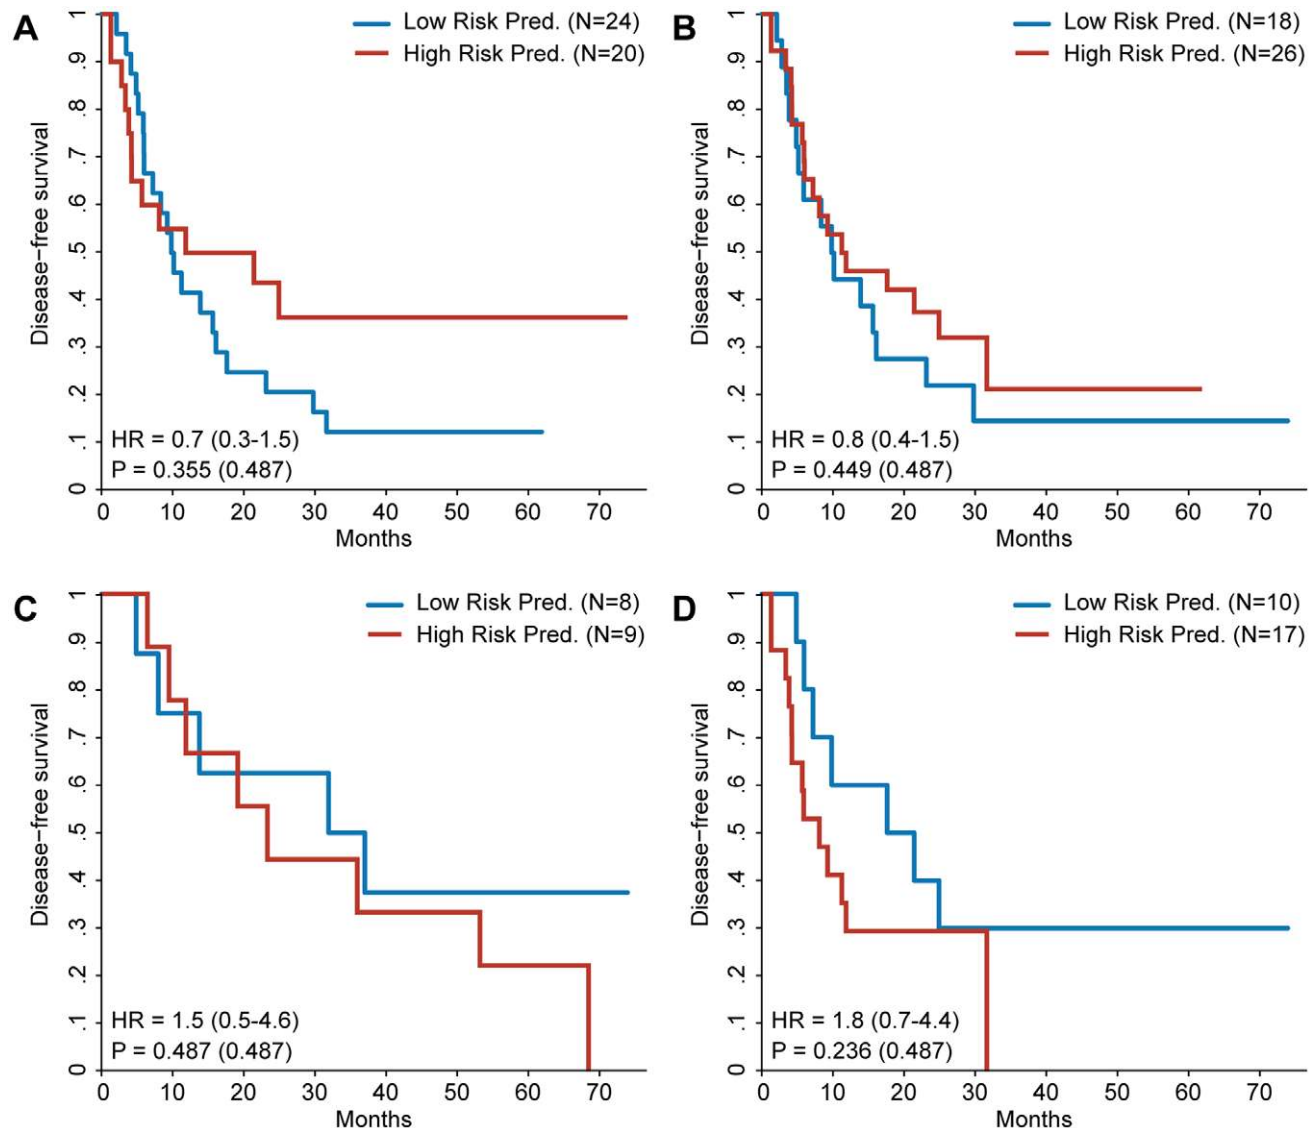 A
Low Risk Pred. (N=24)
High Risk Pred. (N=20)
Disease-free survival
1
.9
.8
.7
.6
.5
.4
.3
.2
.1
0
HR = 0.7 (0.3-1.5)
P = 0.355 (0.487)
0 10 20 30 40 50 60 70
Months
B
Low Risk Pred. (N=18)
High Risk Pred. (N=26)
Disease-free survival
1
.9
.8
.7
.6
.5
.4
.3
.2
.1
0
HR = 0.8 (0.4-1.5)
P = 0.449 (0.487)
0 10 20 30 40 50 60 70
Months
C
Low Risk Pred. (N=8)
High Risk Pred. (N=9)
Disease-free survival
1
.9
.8
.7
.6
.5
.4
.3
.2
.1
0
HR = 1.5 (0.5-4.6)
P = 0.487 (0.487)
0 10 20 30 40 50 60 70
Months
D
Low Risk Pred. (N=10)
High Risk Pred. (N=17)
Disease-free survival
1
.9
.8
.7
.6
.5
.4
.3
.2
.1
0
HR = 1.8 (0.7-4.4)
P = 0.236 (0.487)
0 10 20 30 40 50 60 70
Months